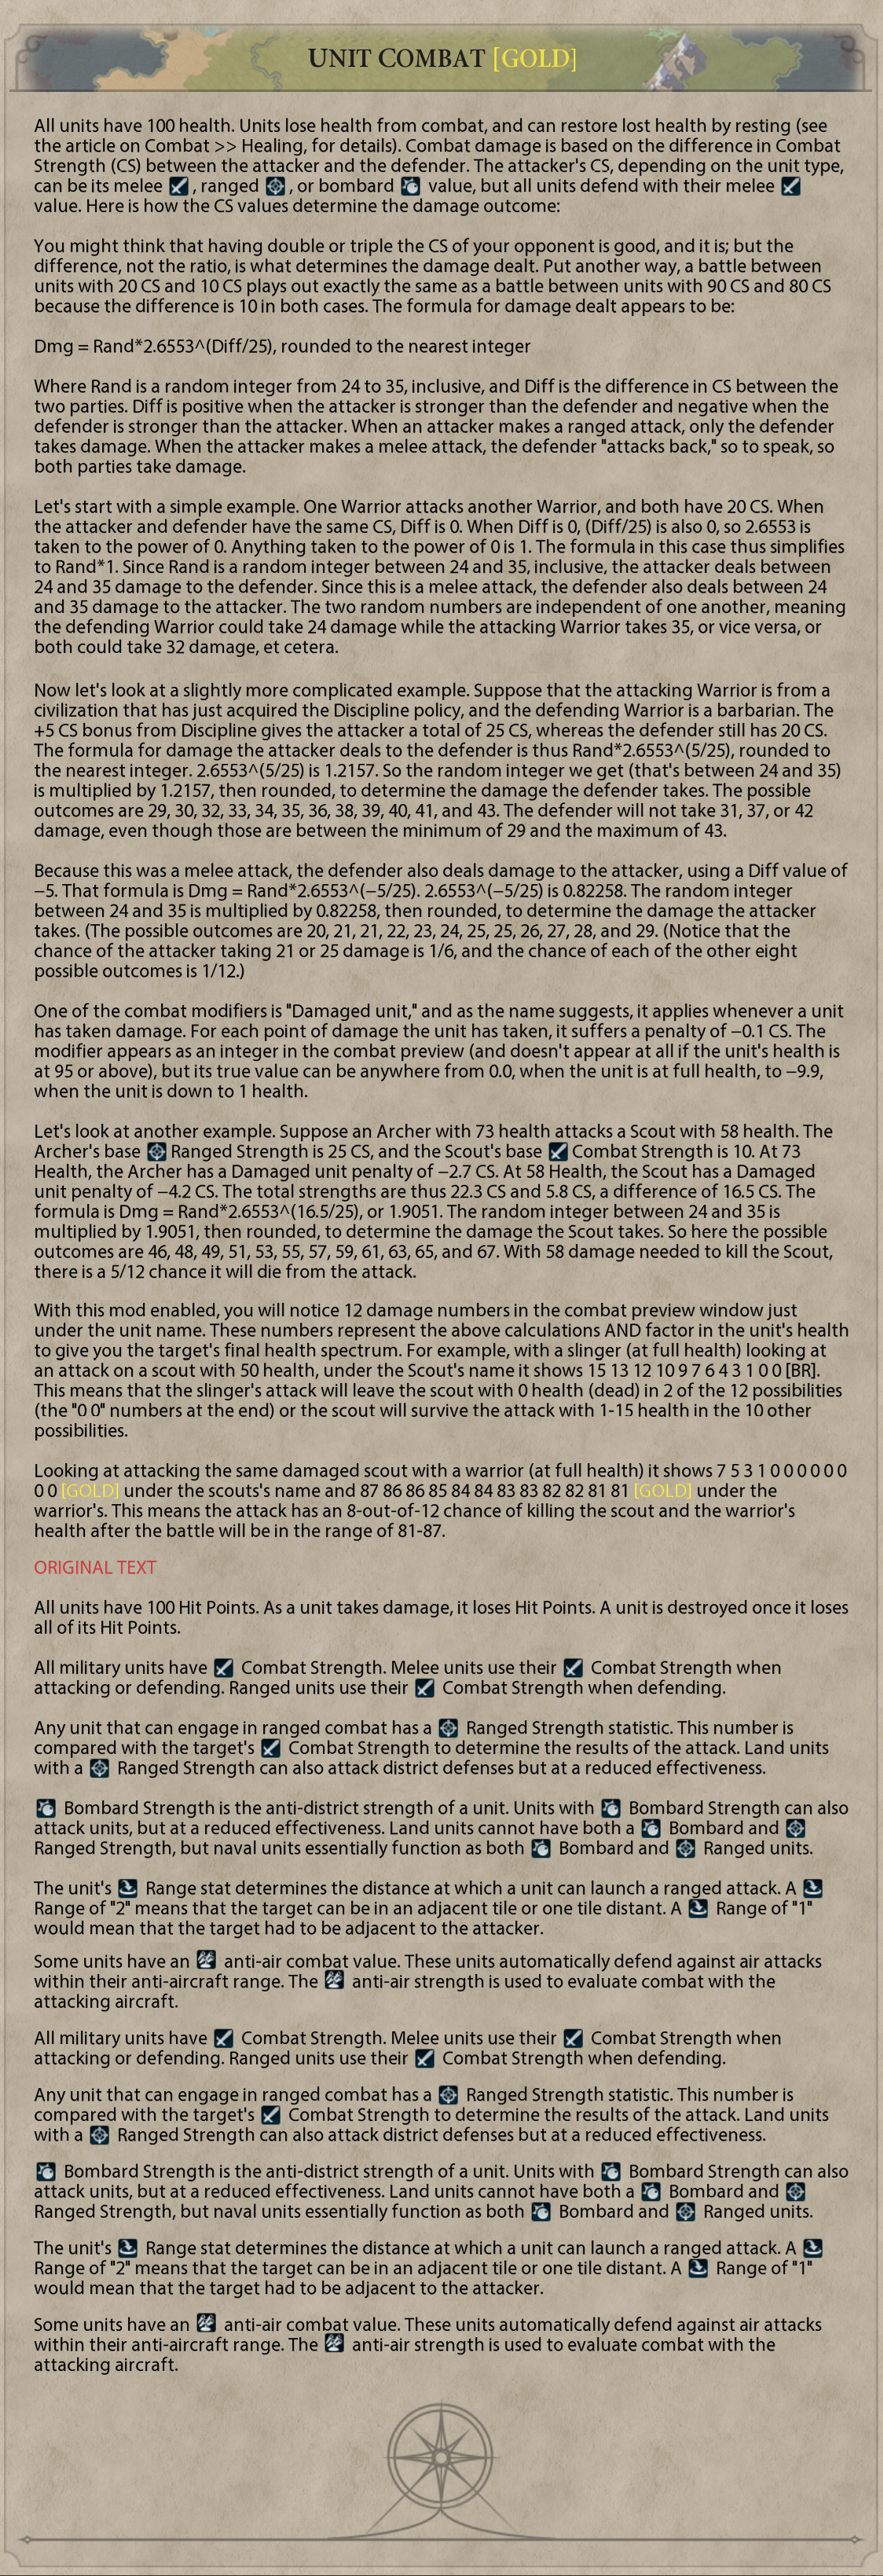 UNIT COMBAT [GOLD]
All units have 100 health. Units lose health from combat, and can restore lost health by resting (see
the article on Combat >> Healing, for details). Combat damage is based on the difference in Combat
Strength (CS) between the attacker and the defender. The attacker's CS, depending on the unit type,
can be its melee , ranged , or bombard value, but all units defend with their melee
value. Here is how the CS values determine the damage outcome:
You might think that having double or triple the CS of your opponent is good, and it is; but the
difference, not the ratio, is what determines the damage dealt. Put another way, a battle between
units with 20 CS and 10 CS plays out exactly the same as a battle between units with 90 CS and 80 CS
because the difference is 10 in both cases. The formula for damage dealt appears to be:
Dmg = Rand*2.6553^(Diff/25), rounded to the nearest integer
Where Rand is a random integer from 24 to 35, inclusive, and Diff is the difference in CS between the
two parties. Diff is positive when the attacker is stronger than the defender and negative when the
defender is stronger than the attacker. When an attacker makes a ranged attack, only the defender
takes damage. When the attacker makes a melee attack, the defender "attacks back," so to speak, so
both parties take damage.
Let's start with a simple example. One Warrior attacks another Warrior, and both have 20 CS. When
the attacker and defender have the same CS, Diff is 0. When Diff is 0, (Diff/25) is also 0, so 2.6553 is
taken to the power of 0. Anything taken to the power of 0 is 1. The formula in this case thus simplifies
to Rand*1. Since Rand is a random integer between 24 and 35, inclusive, the attacker deals between
24 and 35 damage to the defender. Since this is a melee attack, the defender also deals between 24
and 35 damage to the attacker. The two random numbers are independent of one another, meaning
the defending Warrior could take 24 damage while the attacking Warrior takes 35, or vice versa, or
both could take 32 damage, et cetera.
Now let's look at a slightly more complicated example. Suppose that the attacking Warrior is from a
civilization that has just acquired the Discipline policy, and the defending Warrior is a barbarian. The
+5 CS bonus from Discipline gives the attacker a total of 25 CS, whereas the defender still has 20 CS.
The formula for damage the attacker deals to the defender is thus Rand*2.6553^(5/25), rounded to
the nearest integer. 2.6553^(5/25) is 1.2157. So the random integer we get (that's between 24 and 35)
is multiplied by 1.2157, then rounded, to determine the damage the defender takes. The possible
outcomes are 29, 30, 32, 33, 34, 35, 36, 38, 39, 40, 41, and 43. The defender will not take 31, 37, or 42
damage, even though those are between the minimum of 29 and the maximum of 43.
Because this was a melee attack, the defender also deals damage to the attacker, using a Diff value of
−5. That formula is Dmg = Rand*2.6553^(−5/25). 2.6553^(−5/25) is 0.82258. The random integer
between 24 and 35 is multiplied by 0.82258, then rounded, to determine the damage the attacker
takes. (The possible outcomes are 20, 21, 21, 22, 23, 24, 25, 25, 26, 27, 28, and 29. (Notice that the
chance of the attacker taking 21 or 25 damage is 1/6, and the chance of each of the other eight
possible outcomes is 1/12.)
One of the combat modifiers is "Damaged unit," and as the name suggests, it applies whenever a unit
has taken damage. For each point of damage the unit has taken, it suffers a penalty of −0.1 CS. The
modifier appears as an integer in the combat preview (and doesn't appear at all if the unit's health is
at 95 or above), but its true value can be anywhere from 0.0, when the unit is at full health, to −9.9,
when the unit is down to 1 health.
Let's look at another example. Suppose an Archer with 73 health attacks a Scout with 58 health. The
Archer's base Ranged Strength is 25 CS, and the Scout's base Combat Strength is 10. At 73
Health, the Archer has a Damaged unit penalty of −2.7 CS. At 58 Health, the Scout has a Damaged
unit penalty of −4.2 CS. The total strengths are thus 22.3 CS and 5.8 CS, a difference of 16.5 CS. The
formula is Dmg = Rand*2.6553^(16.5/25), or 1.9051. The random integer between 24 and 35 is
multiplied by 1.9051, then rounded, to determine the damage the Scout takes. So here the possible
outcomes are 46, 48, 49, 51, 53, 55, 57, 59, 61, 63, 65, and 67. With 58 damage needed to kill the Scout,
there is a 5/12 chance it will die from the attack.
With this mod enabled, you will notice 12 damage numbers in the combat preview window just
under the unit name. These numbers represent the above calculations AND factor in the unit's health
to give you the target's final health spectrum. For example, with a slinger (at full health) looking at
an attack on a scout with 50 health, under the Scout's name it shows 15 13 12 10 9 7 6 4 3 1 0 0 [BR].
This means that the slinger's attack will leave the scout with 0 health (dead) in 2 of the 12 possibilities
(the "0 0" numbers at the end) or the scout will survive the attack with 1-15 health in the 10 other
possibilities.
Looking at attacking the same damaged scout with a warrior (at full health) it shows 7 5 3 1 0 0 0 0 0 0
0 0 [GOLD] under the scouts's name and 87 86 86 85 84 84 83 83 82 82 81 81 [GOLD] under the
warrior's. This means the attack has an 8-out-of-12 chance of killing the scout and the warrior's
health after the battle will be in the range of 81-87.
ORIGINAL TEXT
All units have 100 Hit Points. As a unit takes damage, it loses Hit Points. A unit is destroyed once it loses
all of its Hit Points.
All military units have Combat Strength. Melee units use their Combat Strength when
attacking or defending. Ranged units use their Combat Strength when defending.
Any unit that can engage in ranged combat has a Ranged Strength statistic. This number is
compared with the target's Combat Strength to determine the results of the attack. Land units
with a Ranged Strength can also attack district defenses but at a reduced effectiveness.
Bombard Strength is the anti-district strength of a unit. Units with Bombard Strength can also
attack units, but at a reduced effectiveness. Land units cannot have both a Bombard and
Ranged Strength, but naval units essentially function as both Bombard and Ranged units.
The unit's Range stat determines the distance at which a unit can launch a ranged attack. A
Range of "2" means that the target can be in an adjacent tile or one tile distant. A Range of "1"
would mean that the target had to be adjacent to the attacker.
Some units have an anti-air combat value. These units automatically defend against air attacks
within their anti-aircraft range. The anti-air strength is used to evaluate combat with the
attacking aircraft.
All military units have Combat Strength. Melee units use their Combat Strength when
attacking or defending. Ranged units use their Combat Strength when defending.
Any unit that can engage in ranged combat has a Ranged Strength statistic. This number is
compared with the target's Combat Strength to determine the results of the attack. Land units
with a Ranged Strength can also attack district defenses but at a reduced effectiveness.
Bombard Strength is the anti-district strength of a unit. Units with Bombard Strength can also
attack units, but at a reduced effectiveness. Land units cannot have both a Bombard and
Ranged Strength, but naval units essentially function as both Bombard and Ranged units.
The unit's Range stat determines the distance at which a unit can launch a ranged attack. A
Range of "2" means that the target can be in an adjacent tile or one tile distant. A Range of "1"
would mean that the target had to be adjacent to the attacker.
Some units have an anti-air combat value. These units automatically defend against air attacks
within their anti-aircraft range. The anti-air strength is used to evaluate combat with the
attacking aircraft.